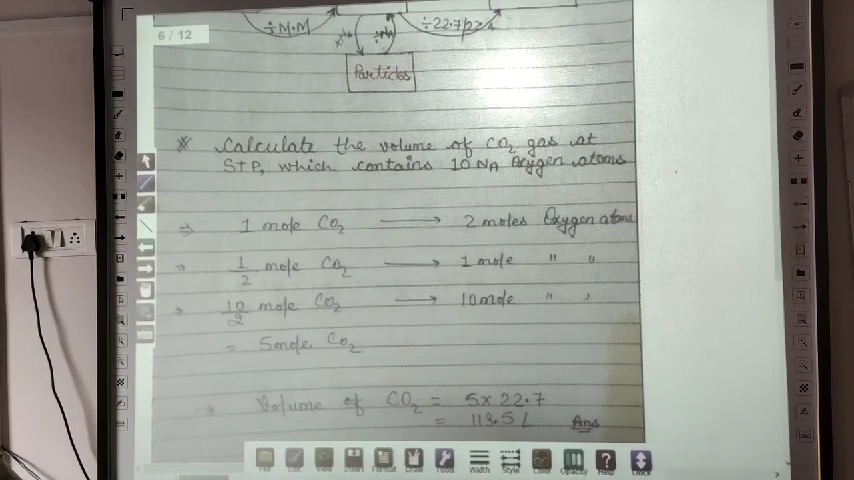 ÷M.M
÷22.7/22.4
6 / 12
Particles
* Calculate the volume of CO2 gas at
STP, which contains 10 NA Oxygen atoms
⇒ 1 mole CO2 → 2 moles Oxygen atoms
→ 1/2 mole CO2 → 1 mole " "
→ 10/2 mole CO2 → 10 mole " "
= 5 mole CO2
→ Volume of CO2 = 5 x 22.7
= 113.5 L Ans
File Edit View Insert Format Draw Tools Width Style Color Opacity Help Dock